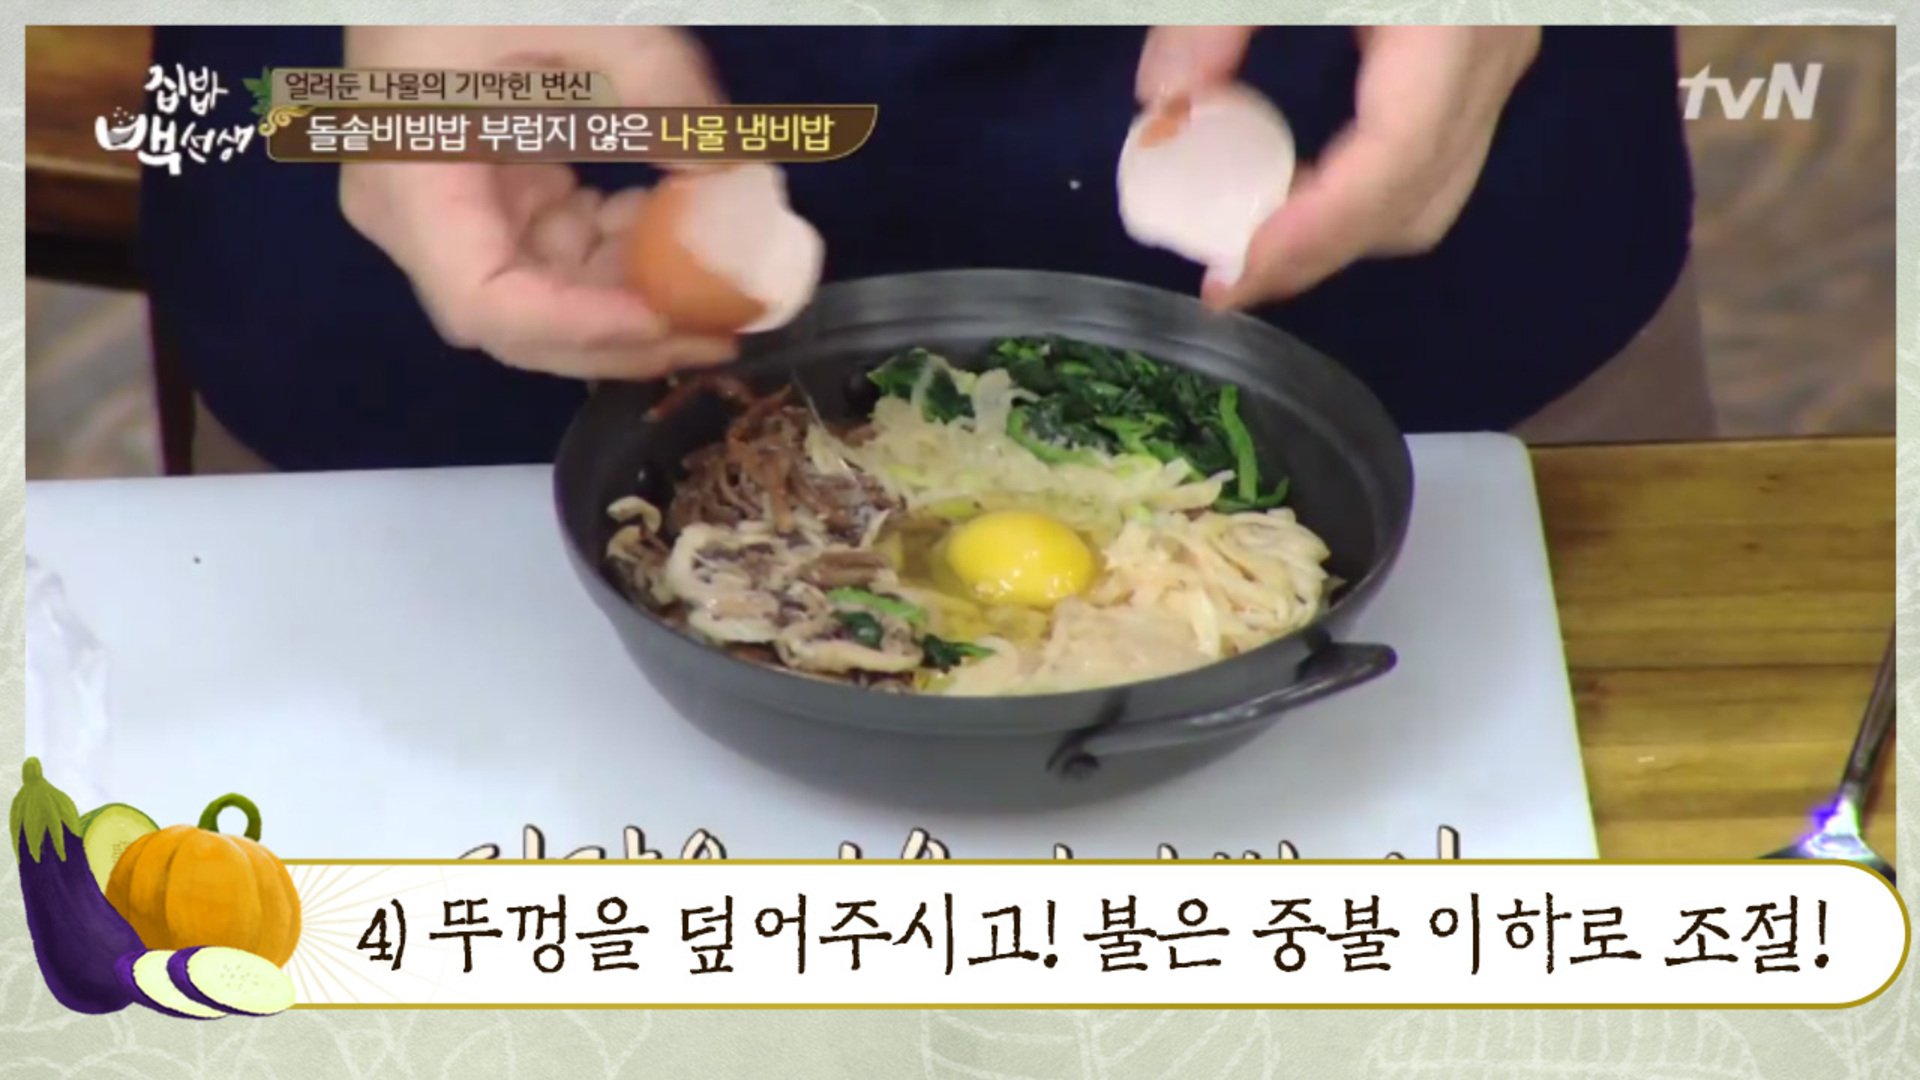 집밥
백선생
얼려둔 나물의 기막힌 변신
돌솥비빔밥 부럽지 않은 나물 냄비밥
tvN
4) 뚜껑을 덮어주시고! 불은 중불 이하로 조절!